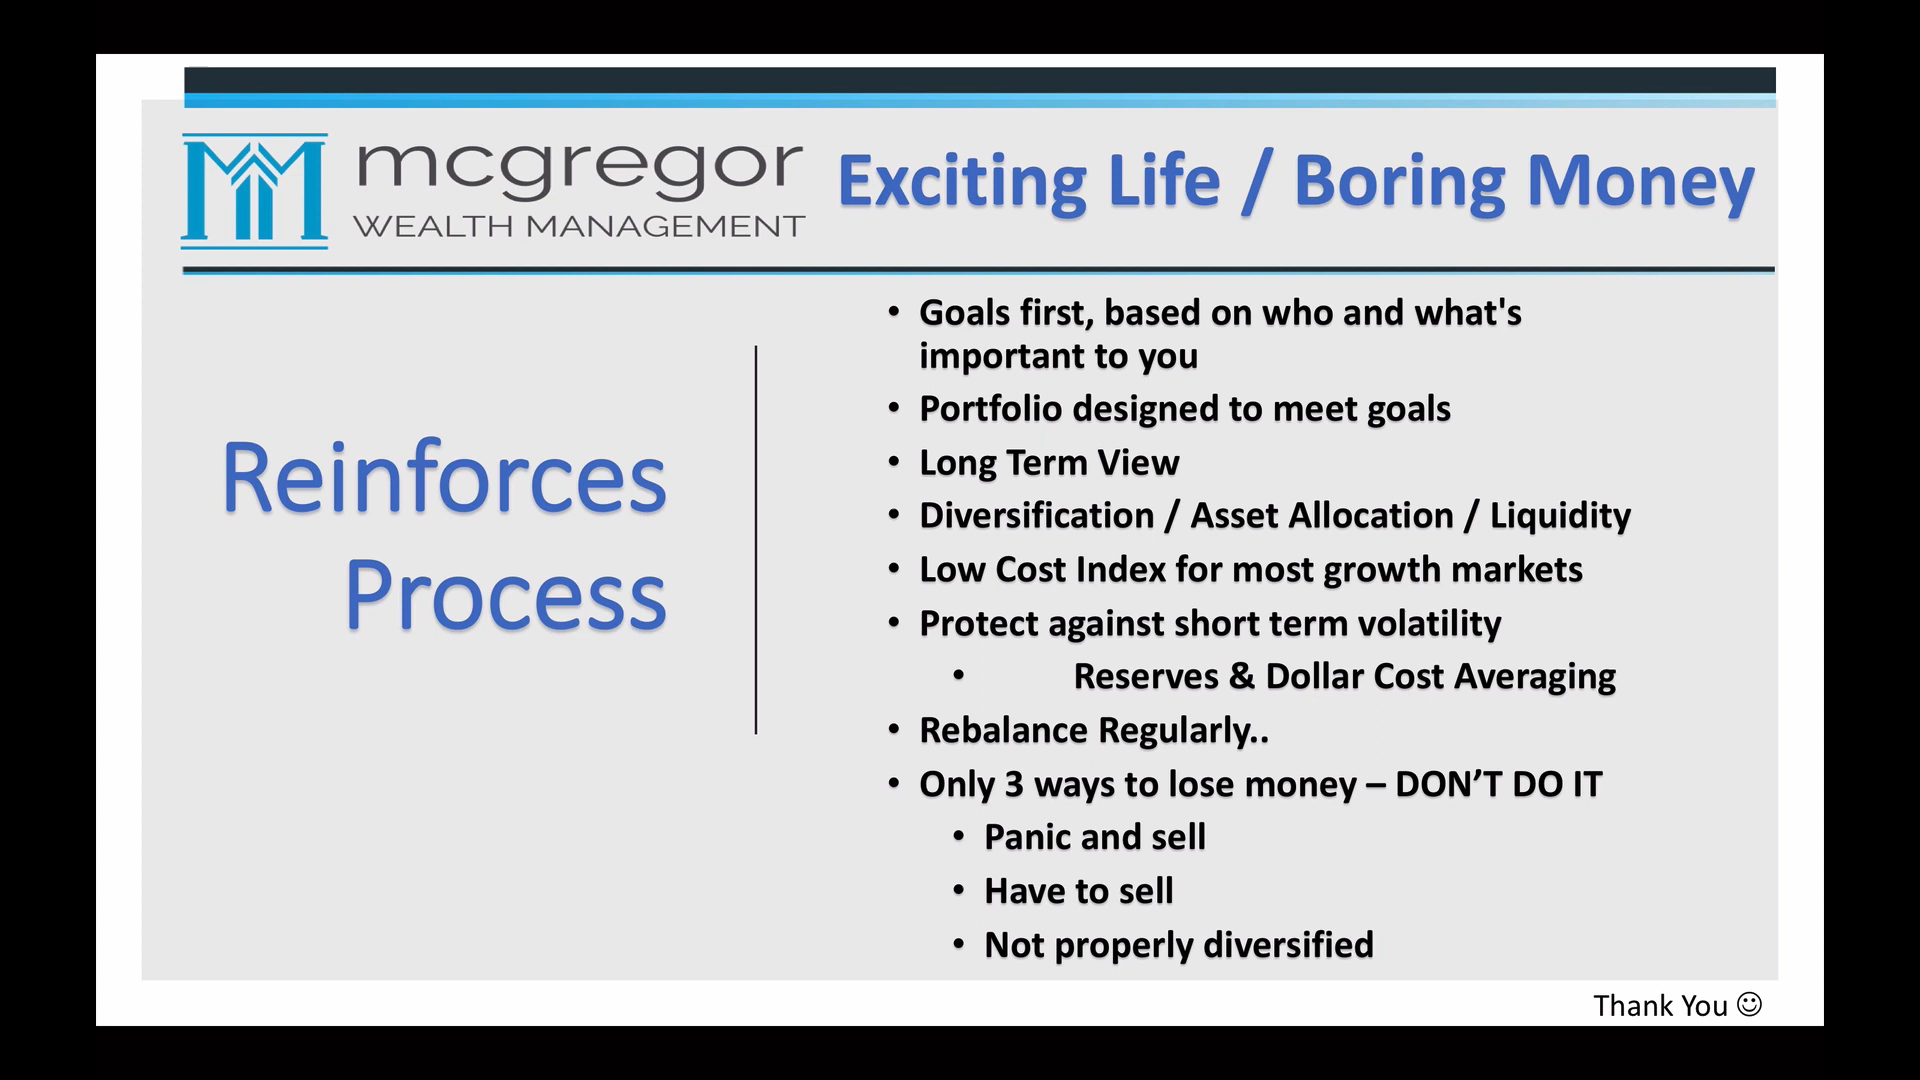 mcgregor
WEALTH MANAGEMENT
Exciting Life / Boring Money
Reinforces
Process
• Goals first, based on who and what's
important to you
• Portfolio designed to meet goals
• Long Term View
• Diversification / Asset Allocation / Liquidity
• Low Cost Index for most growth markets
• Protect against short term volatility
• Reserves & Dollar Cost Averaging
• Rebalance Regularly..
• Only 3 ways to lose money – DON’T DO IT
• Panic and sell
• Have to sell
• Not properly diversified
Thank You ☺